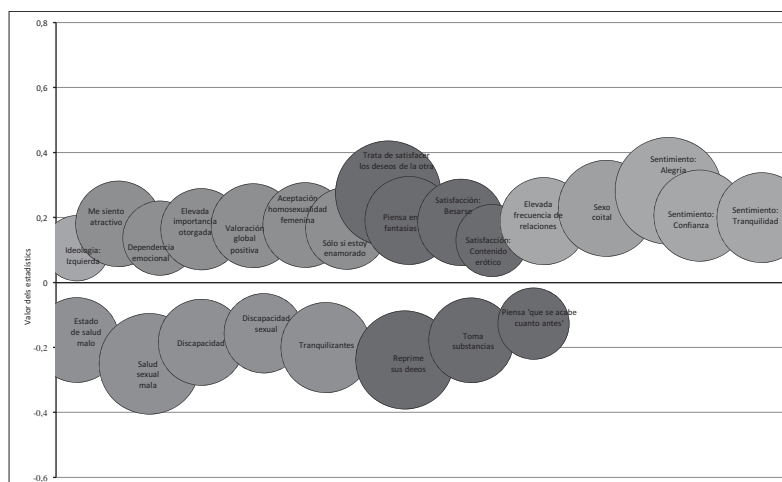 0,8
0,6
0,4
0,2
0
-0,2
-0,4
-0,6
Valor dels estadístics
Ideología:
Izquierda
Me siento
atractivo
Dependencia
emocional
Elevada
importancia
otorgada
Valoración
global
positiva
Aceptación
homosexualidad
femenina
Sólo si estoy
enamorado
Trata de satisfacer
los deseos de la otra
Piensa en
fantasias
Satisfacción:
Besarse
Satisfacción:
Contenido
erótico
Elevada
frecuencia de
relaciones
Sexo
coital
Sentimiento:
Alegría
Sentimiento:
Confianza
Sentimiento:
Tranquilidad
Estado
de salud
malo
Salud
sexual
mala
Discapacidad
Discapacidad
sexual
Tranquilizantes
Reprime
sus deeos
Toma
substancias
Piensa 'que se acabe
cuanto antes'